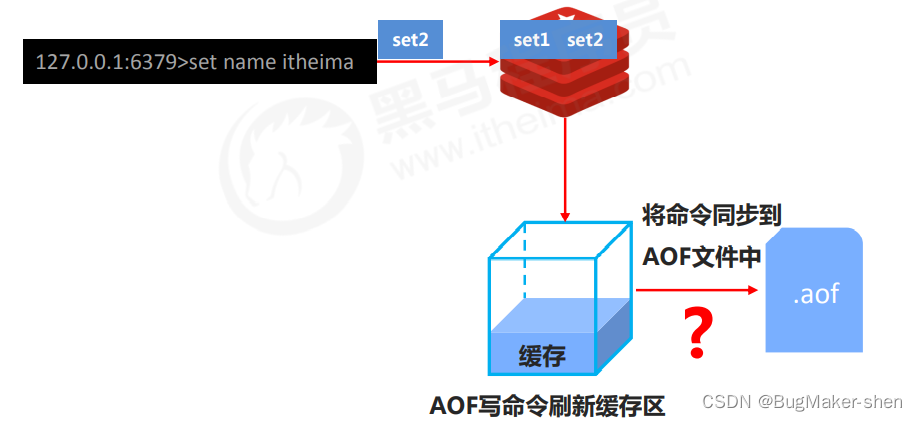 set2
set1 set2
127.0.0.1:6379>set name itheima
黑马程序员
www.itheima.com
将命令同步到
AOF文件中
.aof
?
缓存
AOF写命令刷新缓存区
CSDN @BugMaker-shen